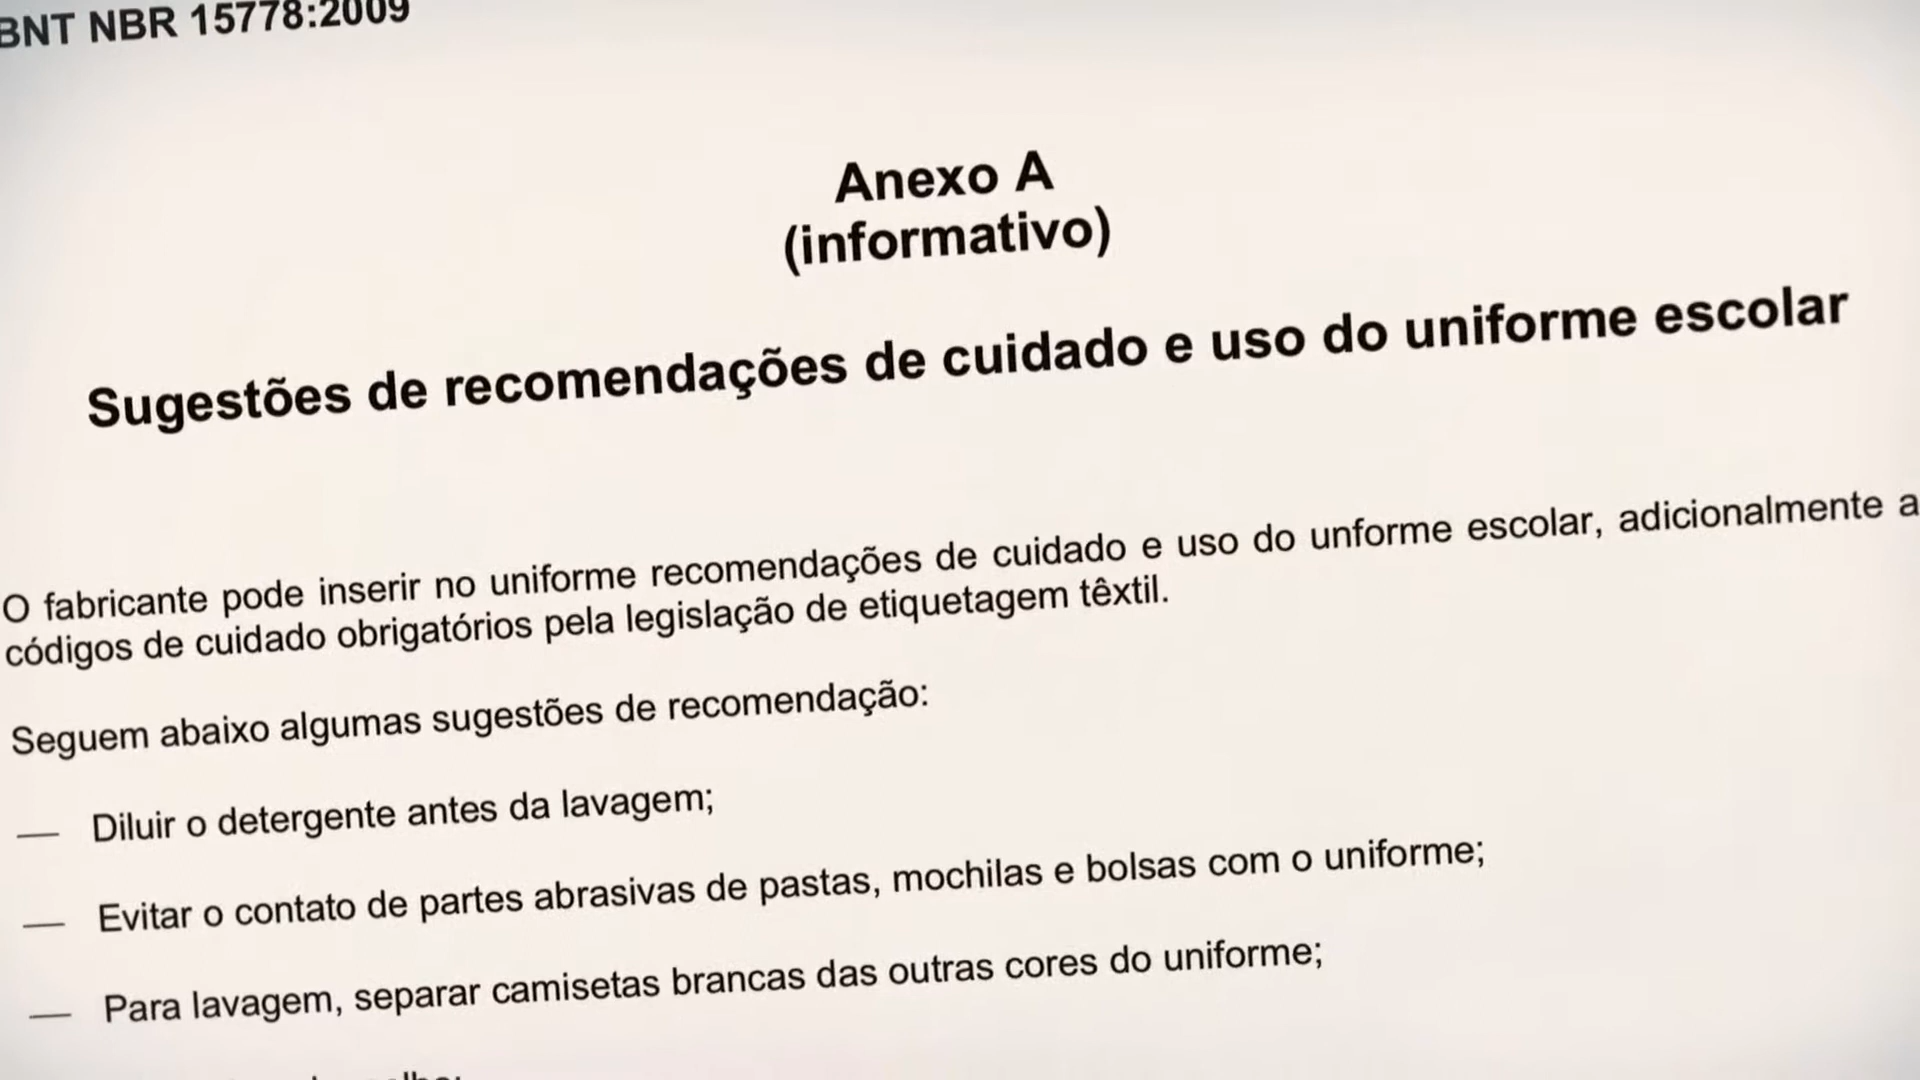 BNT NBR 15778:2009
Anexo A
(informativo)
Sugestões de recomendações de cuidado e uso do uniforme escolar
O fabricante pode inserir no uniforme recomendações de cuidado e uso do unforme escolar, adicionalmente a
códigos de cuidado obrigatórios pela legislação de etiquetagem têxtil.
Seguem abaixo algumas sugestões de recomendação:
— Diluir o detergente antes da lavagem;
— Evitar o contato de partes abrasivas de pastas, mochilas e bolsas com o uniforme;
— Para lavagem, separar camisetas brancas das outras cores do uniforme;